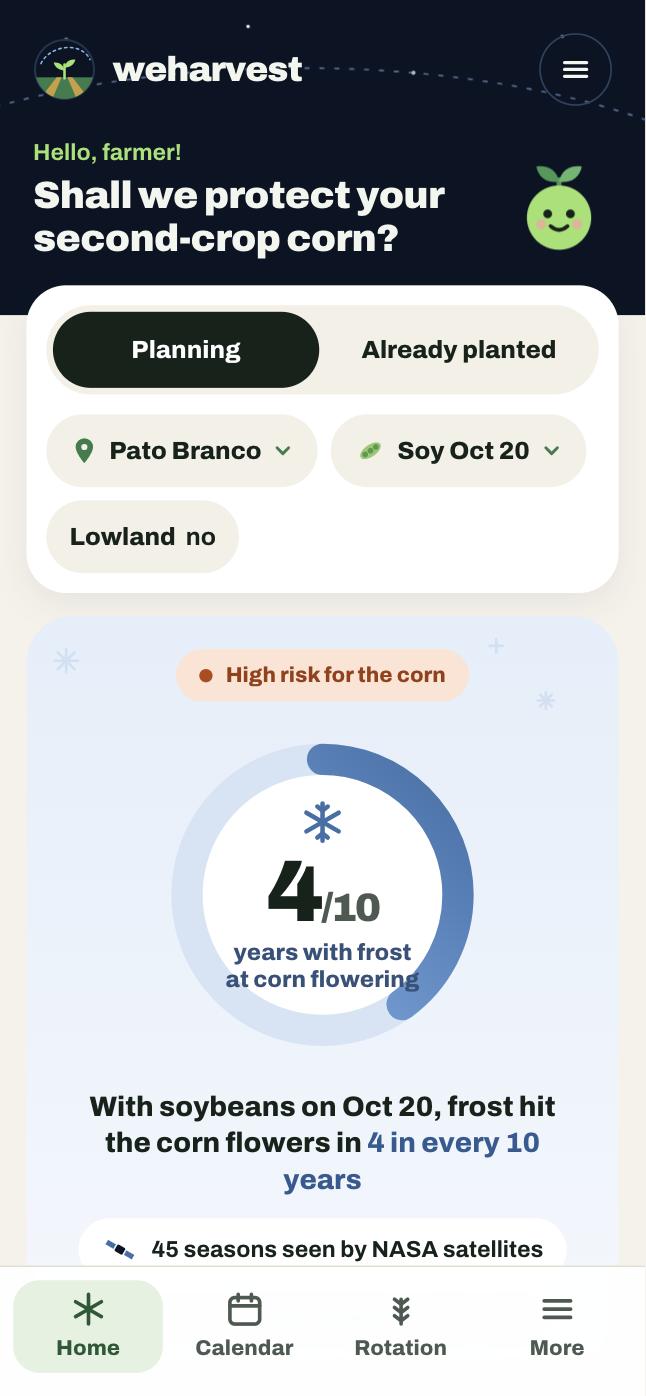 weharvest
Hello, farmer!
Shall we protect your
second-crop corn?
Planning
Already planted
Pato Branco
Soy Oct 20
Lowland no
High risk for the corn
4/10
years with frost
at corn flowering
With soybeans on Oct 20, frost hit
the corn flowers in 4 in every 10
years
45 seasons seen by NASA satellites
Home
Calendar
Rotation
More